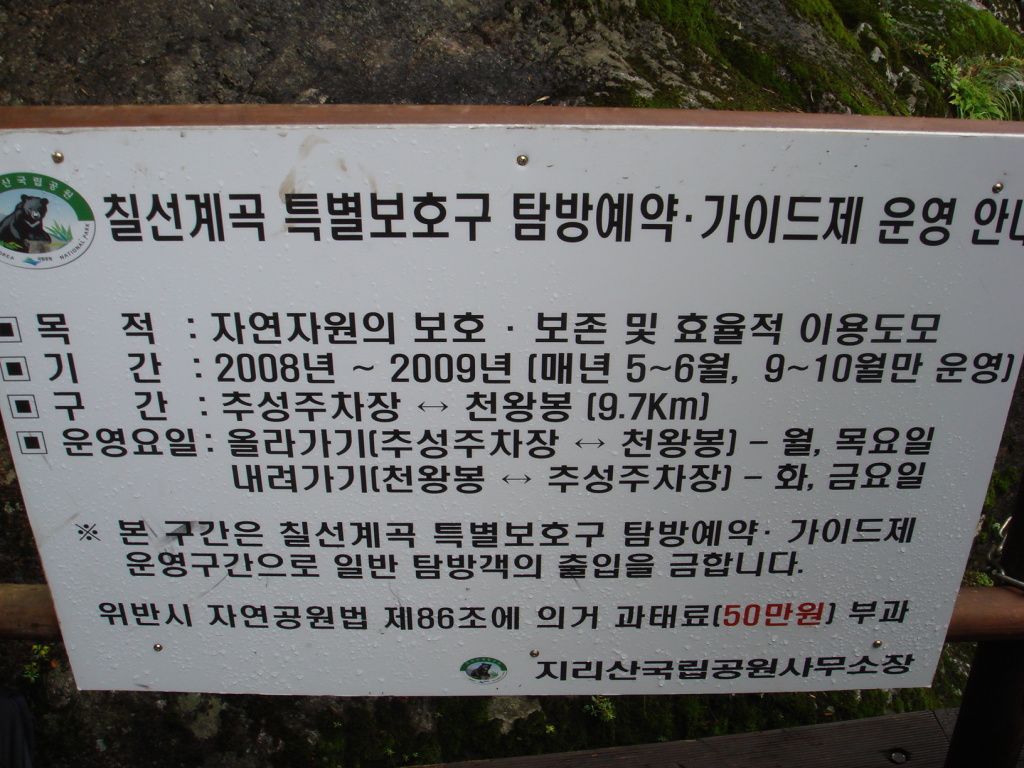 산국립공원
칠선계곡 특별보호구 탐방예약·가이드제 운영
KOREA NATIONAL PARK
▣ 목 적 : 자연자원의 보호 · 보존 및 효율적 이용도모
▣ 기 간 : 2008년 ~ 2009년 (매년 5~6월, 9~10월만 운영)
▣ 구 간 : 추성주차장 ↔ 천왕봉 (9.7Km)
▣ 운영요일 : 올라가기(추성주차장 ↔ 천왕봉) - 월, 목요일
내려가기(천왕봉 ↔ 추성주차장) - 화, 금요일
※ 본 구간은 칠선계곡 특별보호구 탐방예약· 가이드제
운영구간으로 일반 탐방객의 출입을 금합니다.
위반시 자연공원법 제86조에 의거 과태료(50만원) 부과
지리산국립공원사무소장